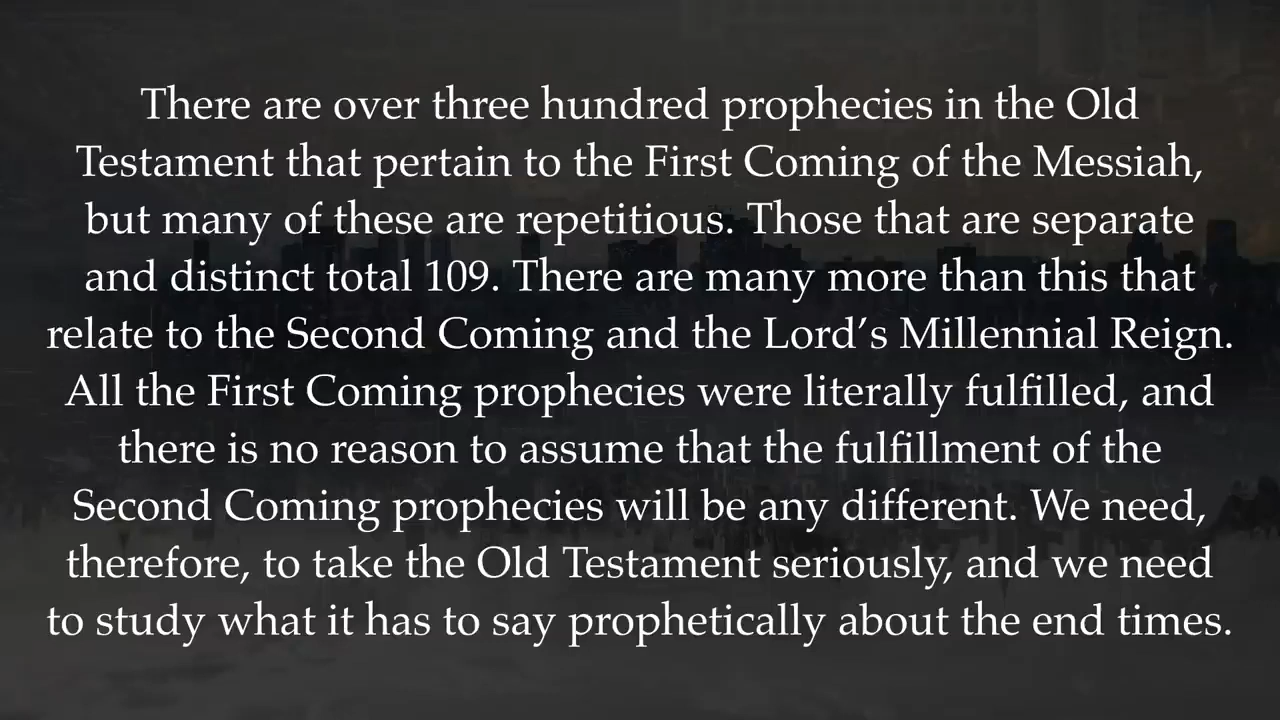 There are over three hundred prophecies in the Old
Testament that pertain to the First Coming of the Messiah,
but many of these are repetitious. Those that are separate
and distinct total 109. There are many more than this that
relate to the Second Coming and the Lord’s Millennial Reign.
All the First Coming prophecies were literally fulfilled, and
there is no reason to assume that the fulfillment of the
Second Coming prophecies will be any different. We need,
therefore, to take the Old Testament seriously, and we need
to study what it has to say prophetically about the end times.